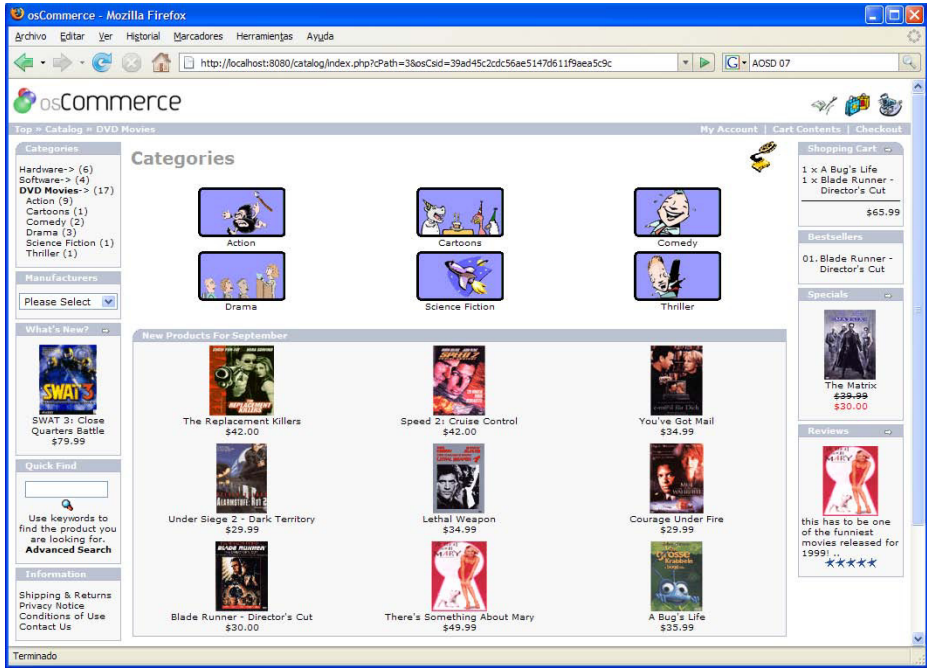 osCommerce - Mozilla Firefox
Archivo Editar Ver Historial Marcadores Herramientas Ayuda
http://localhost:8080/catalog/index.php?cPath=3&osCsid=39ad45c2cdc56ae5147d611f9aea5c9c
G AOSD 07
osCommerce
Top » Catalog » DVD Movies
My Account | Cart Contents | Checkout
Categories
Hardware-> (6)
Software-> (4)
DVD Movies-> (17)
Action (9)
Cartoons (1)
Comedy (2)
Drama (3)
Science Fiction (1)
Thriller (1)
Manufacturers
Please Select
What's New?
SWAT 3
SWAT 3: Close
Quarters Battle
$79.99
Quick Find
Use keywords to
find the product you
are looking for.
Advanced Search
Information
Shipping & Returns
Privacy Notice
Conditions of Use
Contact Us
Categories
Action
Cartoons
Comedy
Drama
Science Fiction
Thriller
New Products For September
The Replacement Killers
$42.00
Speed 2: Cruise Control
$42.00
You've Got Mail
$34.99
Under Siege 2 - Dark Territory
$29.99
Lethal Weapon
$34.99
Courage Under Fire
$29.99
Blade Runner - Director's Cut
$30.00
There's Something About Mary
$49.99
A Bug's Life
$35.99
Shopping Cart
1 x A Bug's Life
1 x Blade Runner -
Director's Cut
$65.99
Bestsellers
01. Blade Runner -
Director's Cut
Specials
The Matrix
$39.99
$30.00
Reviews
MARY
this has to be one
of the funniest
movies released for
1999! ..
Terminado